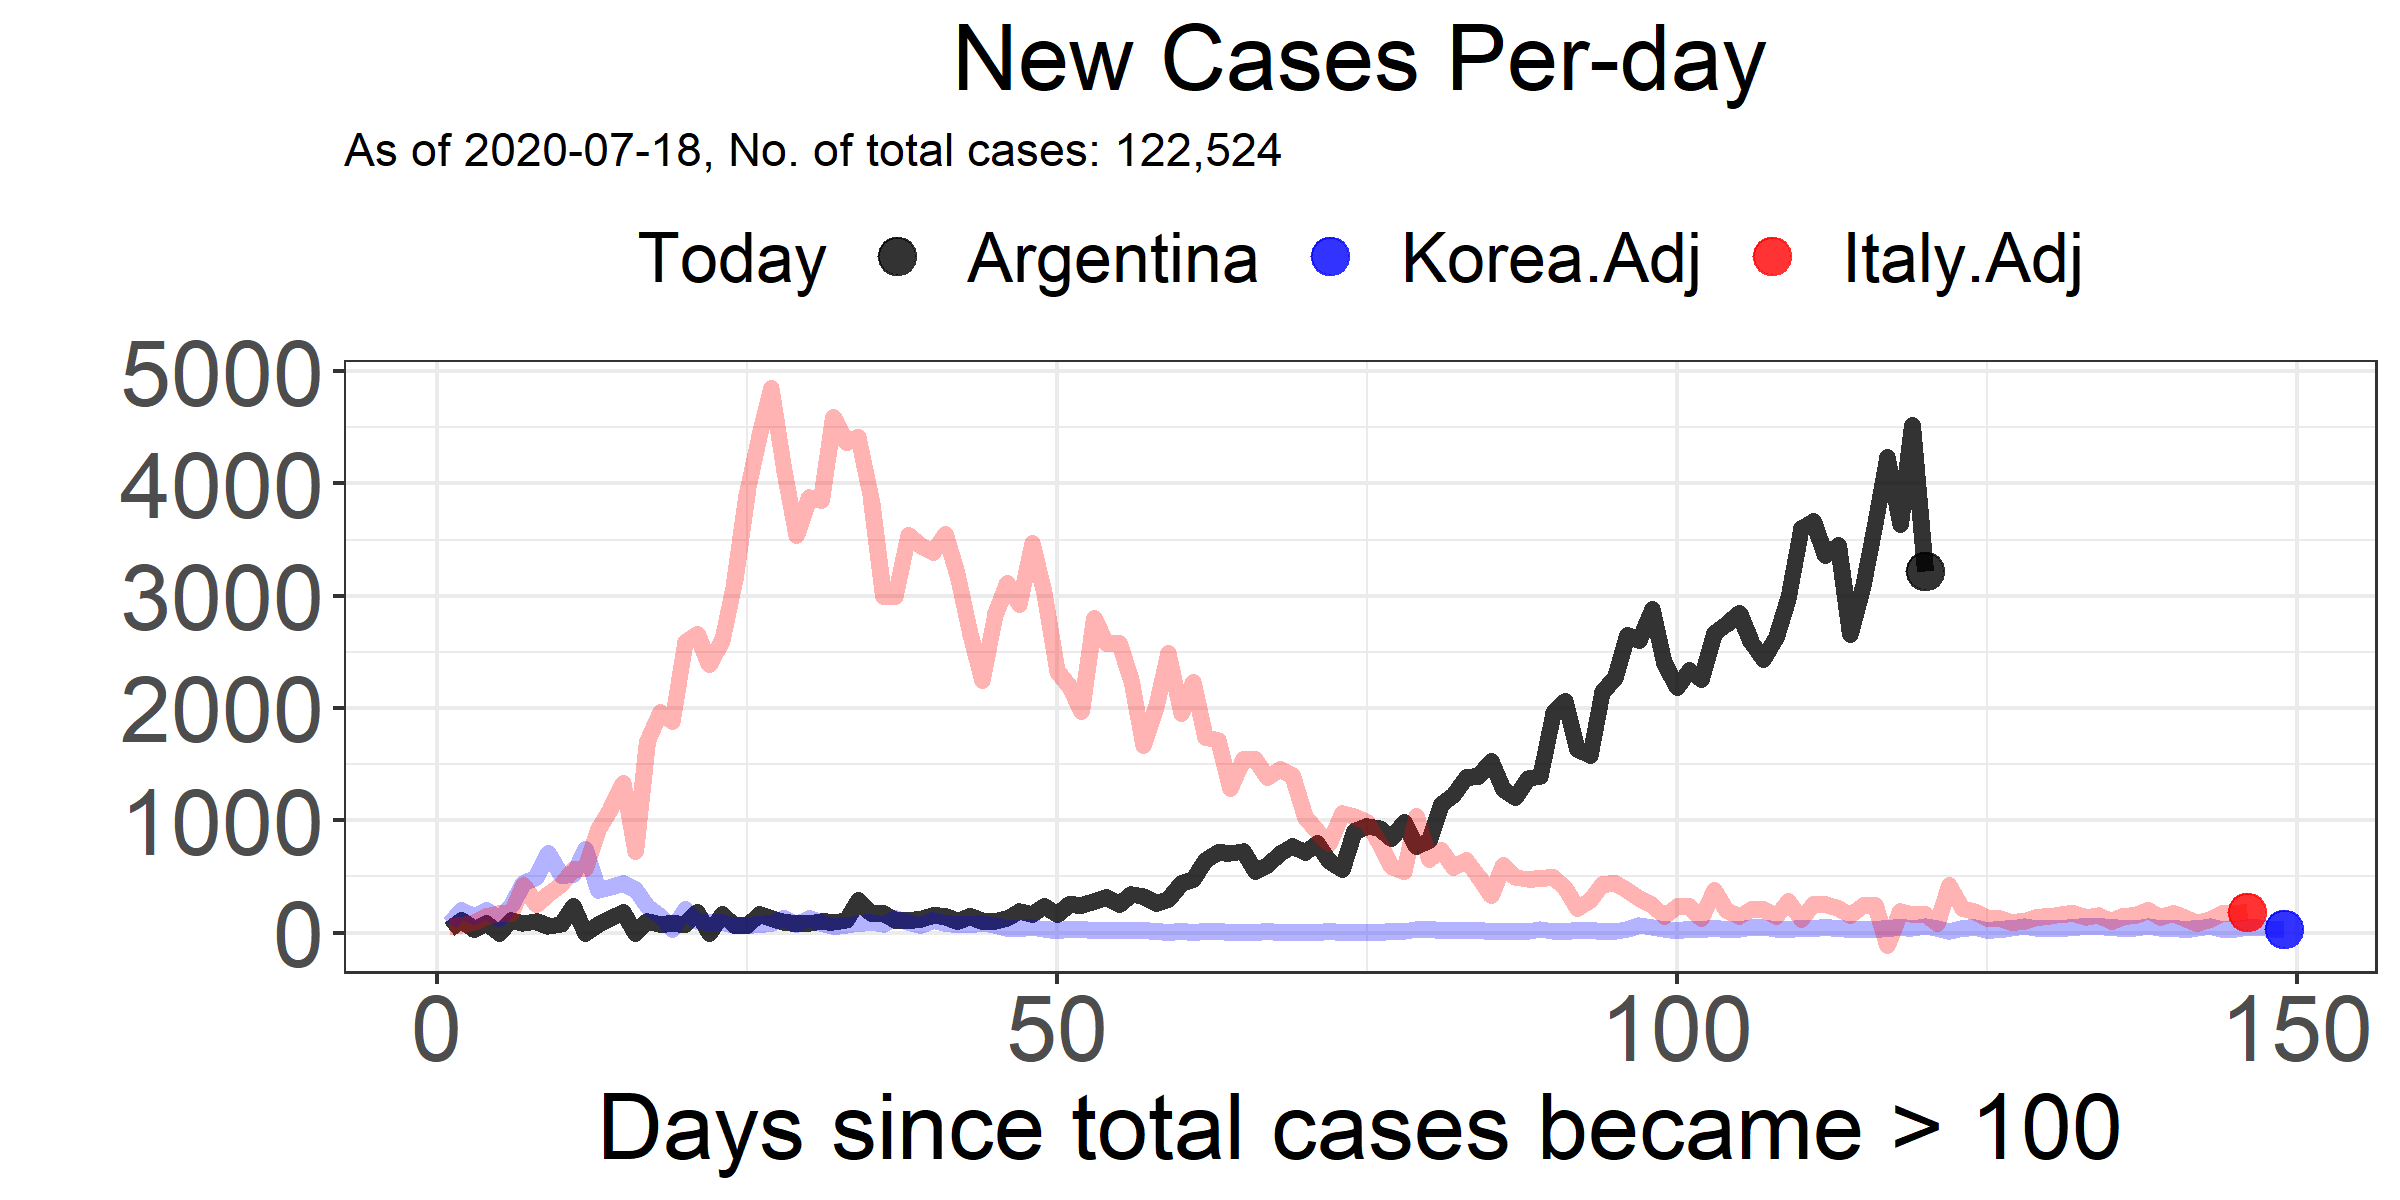 New Cases Per-day
As of 2020-07-18, No. of total cases: 122,524
Today Argentina Korea.Adj Italy.Adj
5000
4000
3000
2000
1000
0
0 50 100 150
Days since total cases became > 100